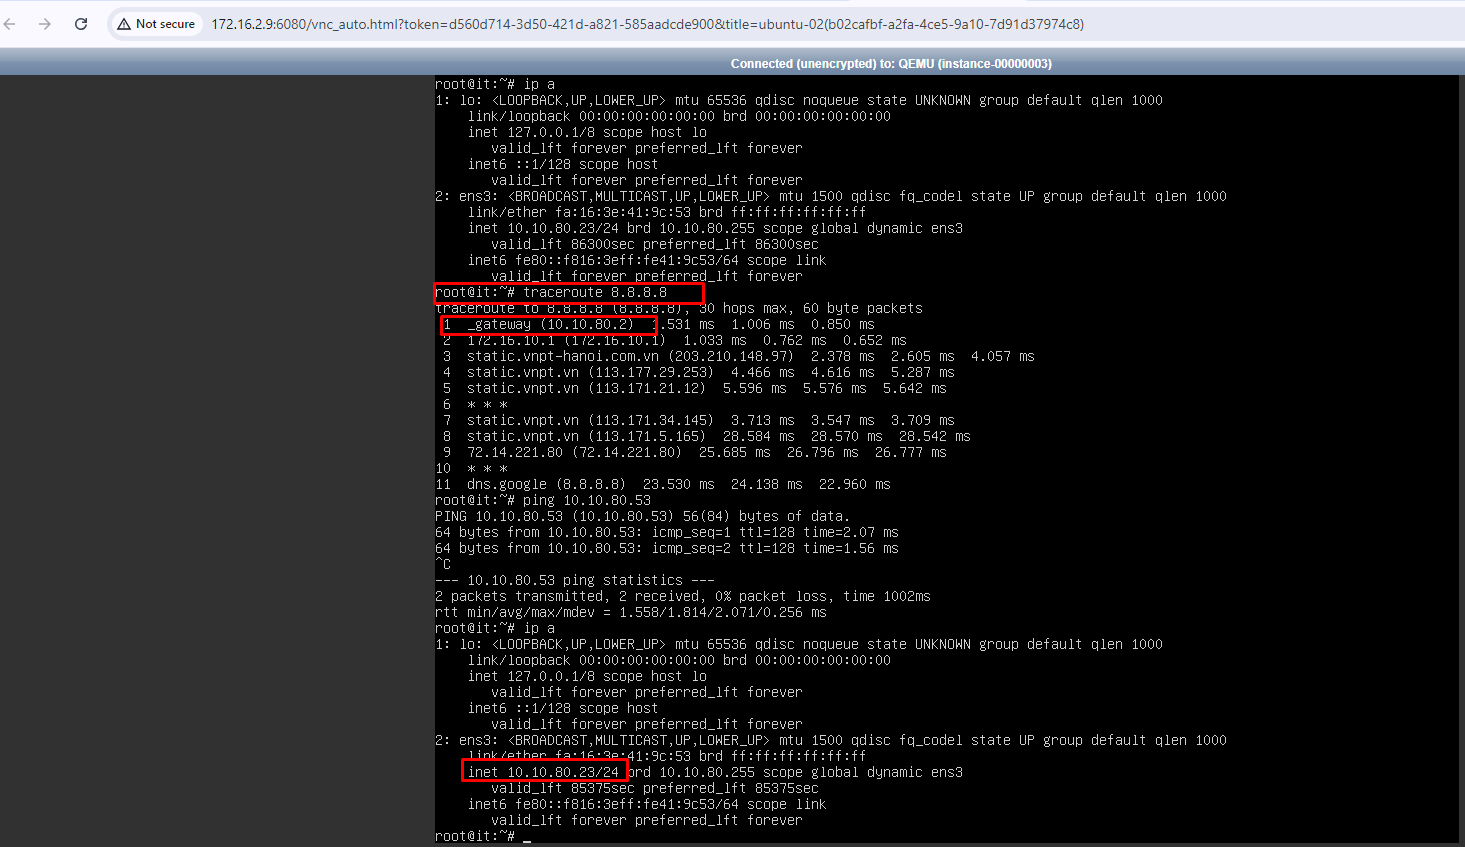 Not secure 172.16.2.9:6080/vnc_auto.html?token=d560d714-3d50-421d-a821-585aadcde900&title=ubuntu-02(b02cafbf-a2fa-4ce5-9a10-7d91d37974c8)
Connected (unencrypted) to: QEMU (instance-00000003)
root@it:~# ip a
1: lo: <LOOPBACK,UP,LOWER_UP> mtu 65536 qdisc noqueue state UNKNOWN group default qlen 1000
link/loopback 00:00:00:00:00:00 brd 00:00:00:00:00:00
inet 127.0.0.1/8 scope host lo
valid_lft forever preferred_lft forever
inet6 ::1/128 scope host
valid_lft forever preferred_lft forever
2: ens3: <BROADCAST,MULTICAST,UP,LOWER_UP> mtu 1500 qdisc fq_codel state UP group default qlen 1000
link/ether fa:16:3e:41:9c:53 brd ff:ff:ff:ff:ff:ff
inet 10.10.80.23/24 brd 10.10.80.255 scope global dynamic ens3
valid_lft 86300sec preferred_lft 86300sec
inet6 fe80::f816:3eff:fe41:9c53/64 scope link
valid_lft forever preferred_lft forever
root@it:~# traceroute 8.8.8.8
traceroute to 8.8.8.8 (8.8.8.8), 30 hops max, 60 byte packets
1 _gateway (10.10.80.2) 1.531 ms 1.006 ms 0.850 ms
2 172.16.10.1 (172.16.10.1) 1.033 ms 0.762 ms 0.652 ms
3 static.vnpt-hanoi.com.vn (203.210.148.97) 2.378 ms 2.605 ms 4.057 ms
4 static.vnpt.vn (113.177.29.253) 4.466 ms 4.616 ms 5.287 ms
5 static.vnpt.vn (113.171.21.12) 5.596 ms 5.576 ms 5.642 ms
6 * * *
7 static.vnpt.vn (113.171.34.145) 3.713 ms 3.547 ms 3.709 ms
8 static.vnpt.vn (113.171.5.165) 28.584 ms 28.570 ms 28.542 ms
9 72.14.221.80 (72.14.221.80) 25.685 ms 26.796 ms 26.777 ms
10 * * *
11 dns.google (8.8.8.8) 23.530 ms 24.138 ms 22.960 ms
root@it:~# ping 10.10.80.53
PING 10.10.80.53 (10.10.80.53) 56(84) bytes of data.
64 bytes from 10.10.80.53: icmp_seq=1 ttl=128 time=2.07 ms
64 bytes from 10.10.80.53: icmp_seq=2 ttl=128 time=1.56 ms
^C
--- 10.10.80.53 ping statistics ---
2 packets transmitted, 2 received, 0% packet loss, time 1002ms
rtt min/avg/max/mdev = 1.558/1.814/2.071/0.256 ms
root@it:~# ip a
1: lo: <LOOPBACK,UP,LOWER_UP> mtu 65536 qdisc noqueue state UNKNOWN group default qlen 1000
link/loopback 00:00:00:00:00:00 brd 00:00:00:00:00:00
inet 127.0.0.1/8 scope host lo
valid_lft forever preferred_lft forever
inet6 ::1/128 scope host
valid_lft forever preferred_lft forever
2: ens3: <BROADCAST,MULTICAST,UP,LOWER_UP> mtu 1500 qdisc fq_codel state UP group default qlen 1000
link/ether fa:16:3e:41:9c:53 brd ff:ff:ff:ff:ff:ff
inet 10.10.80.23/24 brd 10.10.80.255 scope global dynamic ens3
valid_lft 85375sec preferred_lft 85375sec
inet6 fe80::f816:3eff:fe41:9c53/64 scope link
valid_lft forever preferred_lft forever
root@it:~# _